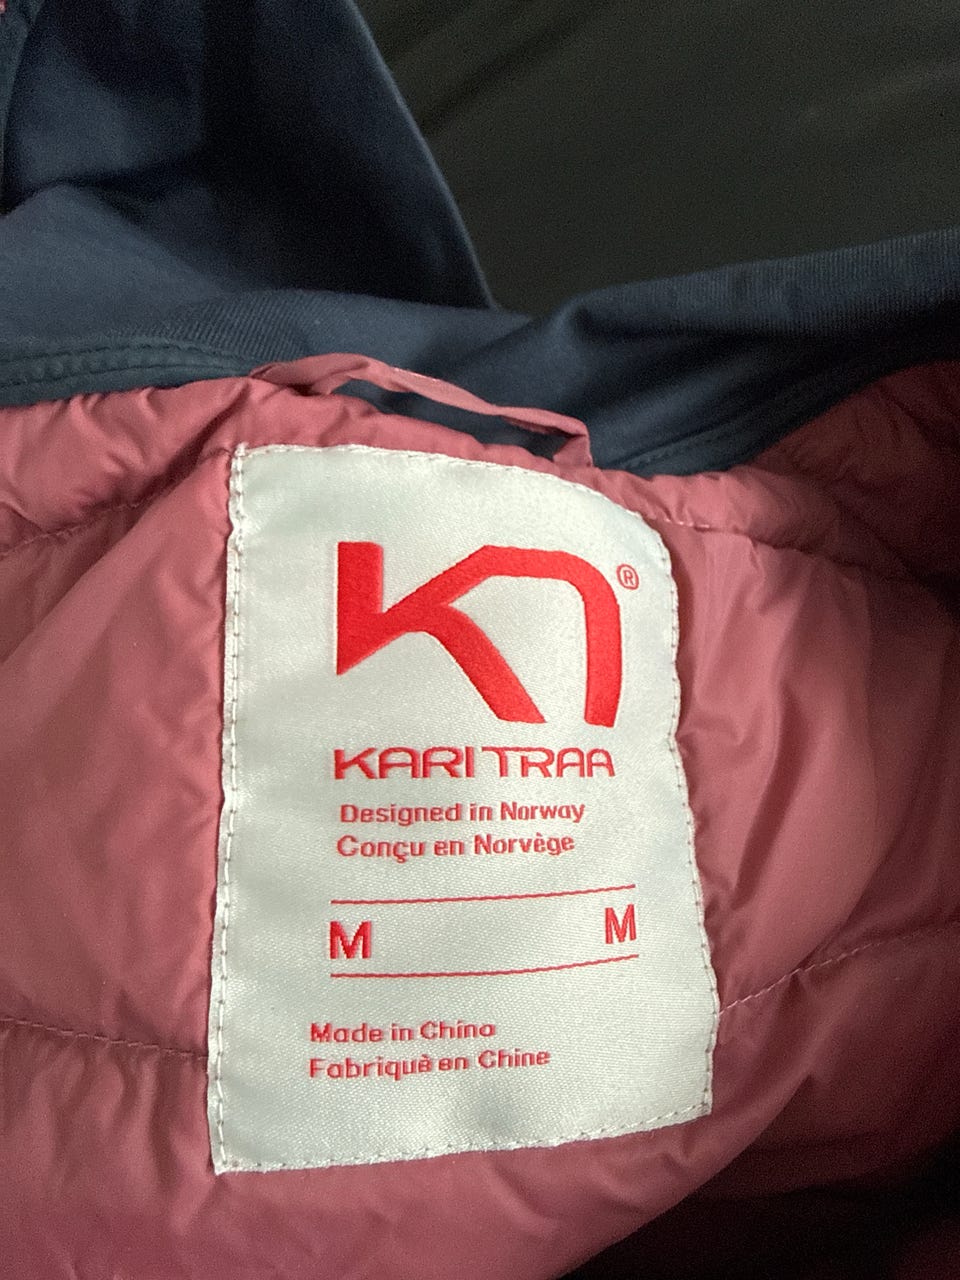 ®
KARI TRAA
Designed in Norway
Conçu en Norvège
M M
Made in China
Fabriquè en Chine